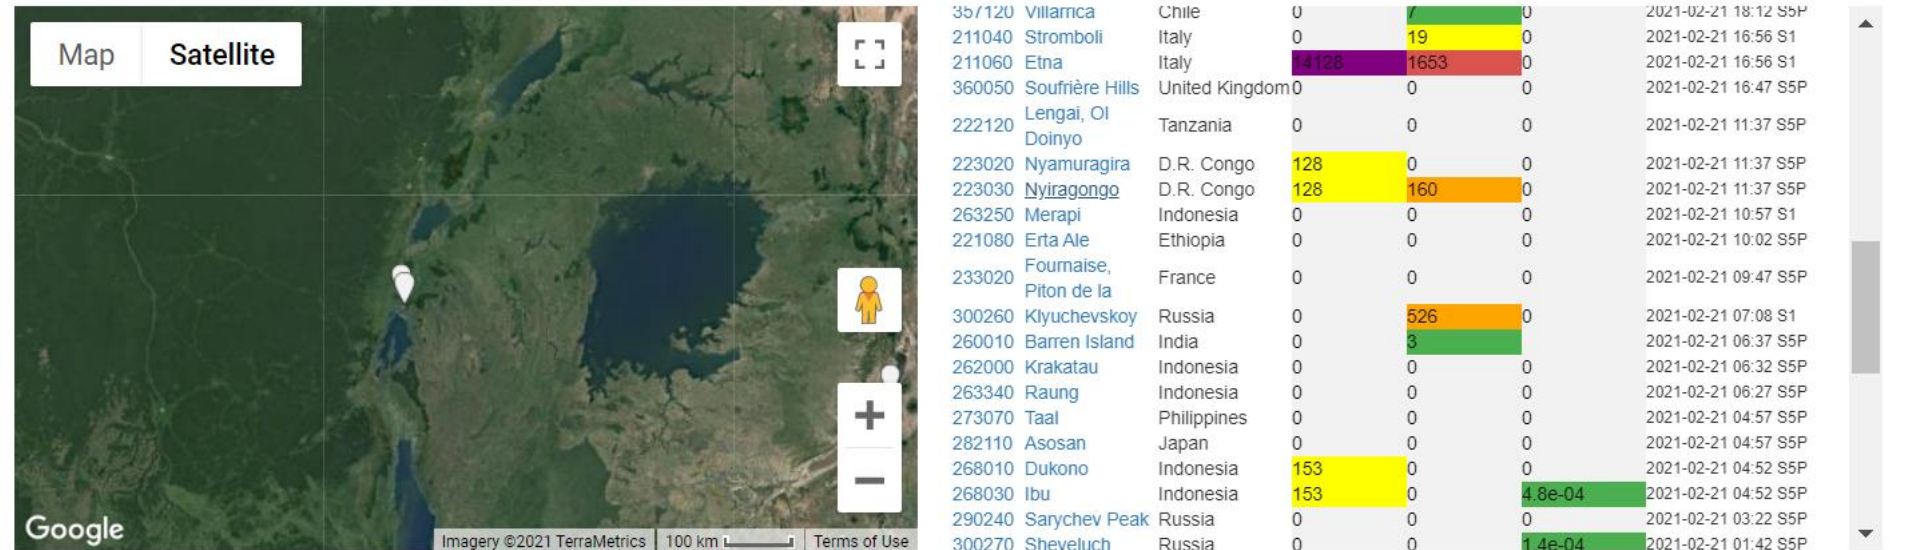 Map Satellite
Google
Imagery ©2021 TerraMetrics 100 km Terms of Use
357120 Villarrica Chile 0 7 0 2021-02-21 18:12 S5P
211040 Stromboli Italy 0 19 0 2021-02-21 16:56 S1
211060 Etna Italy 14128 1653 0 2021-02-21 16:56 S1
360050 Soufrière Hills United Kingdom 0 0 0 2021-02-21 16:47 S5P
222120 Lengai, Ol Doinyo Tanzania 0 0 0 2021-02-21 11:37 S5P
223020 Nyamuragira D.R. Congo 128 0 0 2021-02-21 11:37 S5P
223030 Nyiragongo D.R. Congo 128 160 0 2021-02-21 11:37 S5P
263250 Merapi Indonesia 0 0 0 2021-02-21 10:57 S1
221080 Erta Ale Ethiopia 0 0 0 2021-02-21 10:02 S5P
233020 Fournaise, Piton de la France 0 0 0 2021-02-21 09:47 S5P
300260 Klyuchevskoy Russia 0 526 0 2021-02-21 07:08 S1
260010 Barren Island India 0 3 2021-02-21 06:37 S5P
262000 Krakatau Indonesia 0 0 0 2021-02-21 06:32 S5P
263340 Raung Indonesia 0 0 0 2021-02-21 06:27 S5P
273070 Taal Philippines 0 0 0 2021-02-21 04:57 S5P
282110 Asosan Japan 0 0 0 2021-02-21 04:57 S5P
268010 Dukono Indonesia 153 0 0 2021-02-21 04:52 S5P
268030 Ibu Indonesia 153 0 4.8e-04 2021-02-21 04:52 S5P
290240 Sarychev Peak Russia 0 0 0 2021-02-21 03:22 S5P
300270 Sheveluch Russia 0 0 1.4e-04 2021-02-21 01:42 S5P